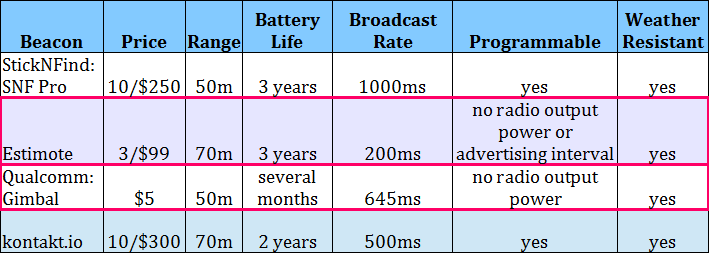 Beacon Price Range Battery Life Broadcast Rate Programmable Weather Resistant
StickNFind: SNF Pro 10/$250 50m 3 years 1000ms yes yes
Estimote 3/$99 70m 3 years 200ms no radio output power or advertising interval yes
Qualcomm: Gimbal $5 50m several months 645ms no radio output power yes
kontakt.io 10/$300 70m 2 years 500ms yes yes